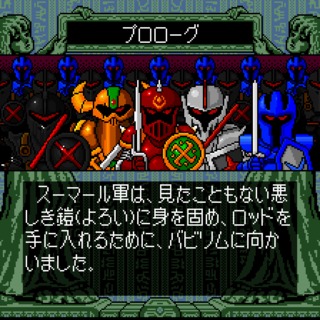 プロローグ
スーマール軍は、見たこともない悪
しき鎧(よろい)に身を固め、ロッドを
手に入れるために、バビリムに向か
いました。